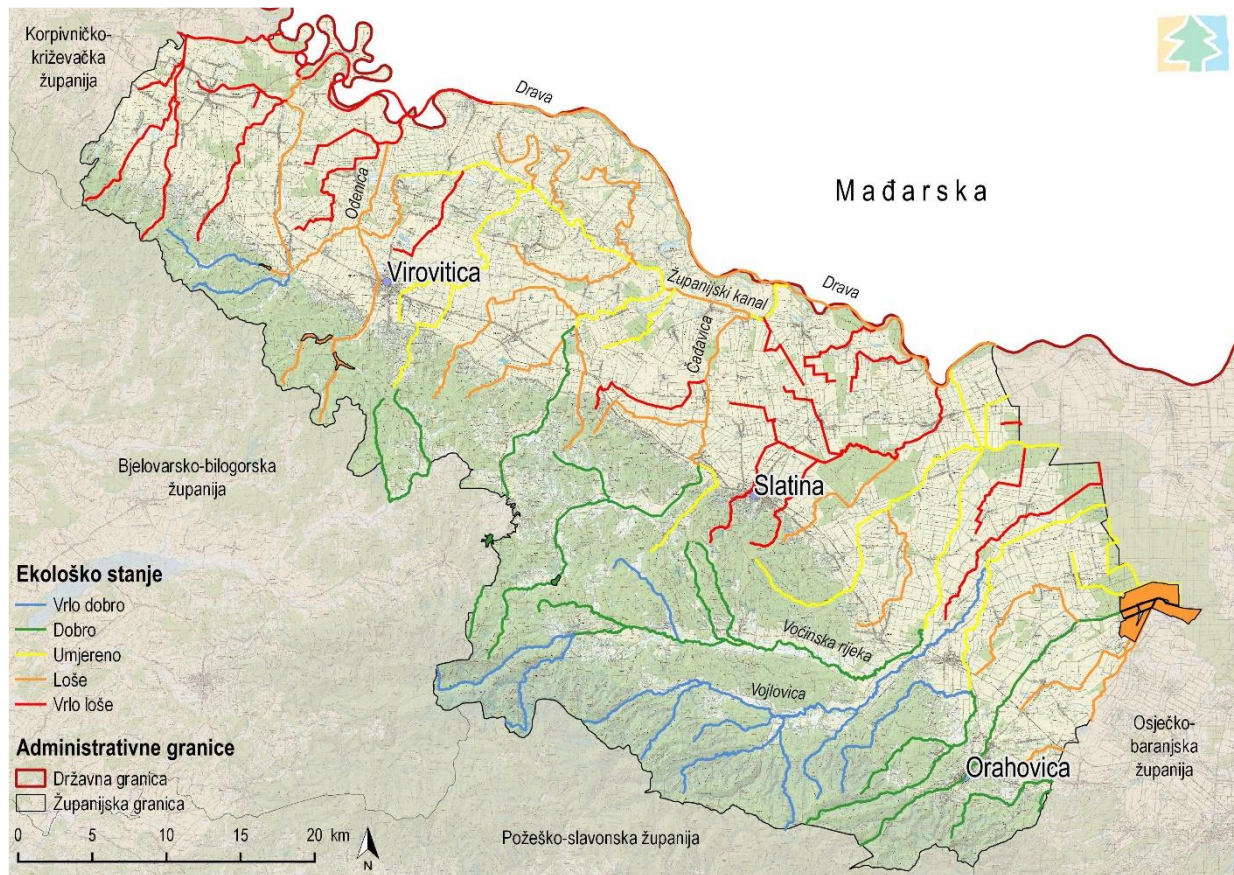 Korpivničko-
križevačka
županija
Drava
Mađarska
Ođenica
Virovitica
Županijski kanal
Drava
Čađavica
Bjelovarsko-bilogorska
županija
Slatina
Voćinska rijeka
Vojlovica
Orahovica
Osječko-
baranjska
županija
Požeško-slavonska županija
Ekološko stanje
Vrlo dobro
Dobro
Umjereno
Loše
Vrlo loše
Administrativne granice
Državna granica
Županijska granica
0 5 10 20 km
N